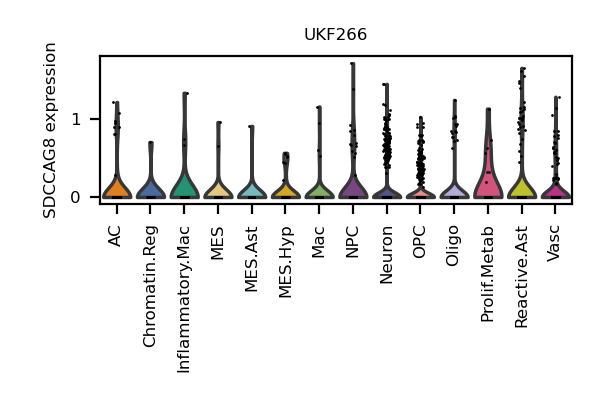 UKF266
SDCCAG8 expression
1
0
AC
Chromatin.Reg
Inflammatory.Mac
MES
MES.Ast
MES.Hyp
Mac
NPC
Neuron
OPC
Oligo
Prolif.Metab
Reactive.Ast
Vasc